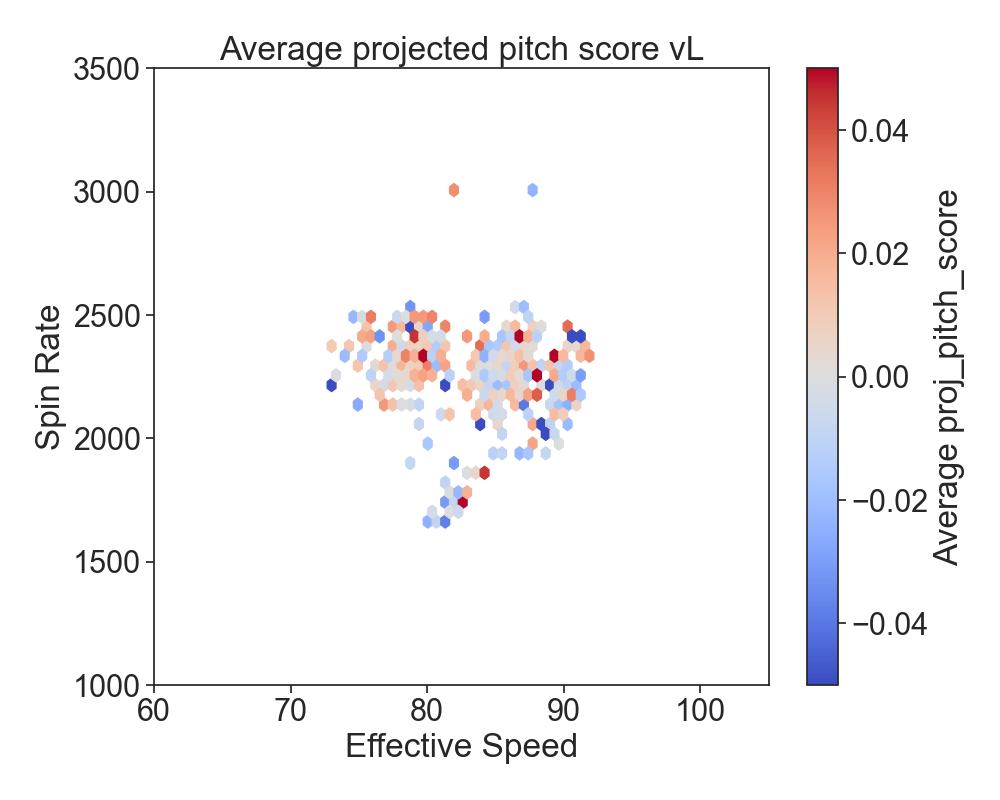 Average projected pitch score vL
3500
3000
2500
2000
1500
1000
Spin Rate
60 70 80 90 100
Effective Speed
0.04
0.02
0.00
−0.02
−0.04
Average proj_pitch_score